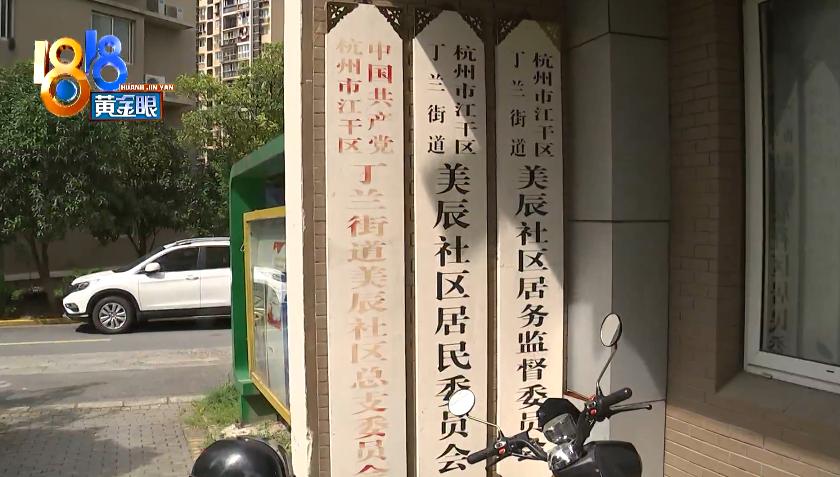 1818
HUANG JIN YAN
黄金眼
中国共产党
杭州市江干区
丁兰街道美辰社区总支委员会
杭州市江干区
丁兰街道
美辰社区居民委员会
杭州市江干区
丁兰街道
美辰社区居务监督委员会